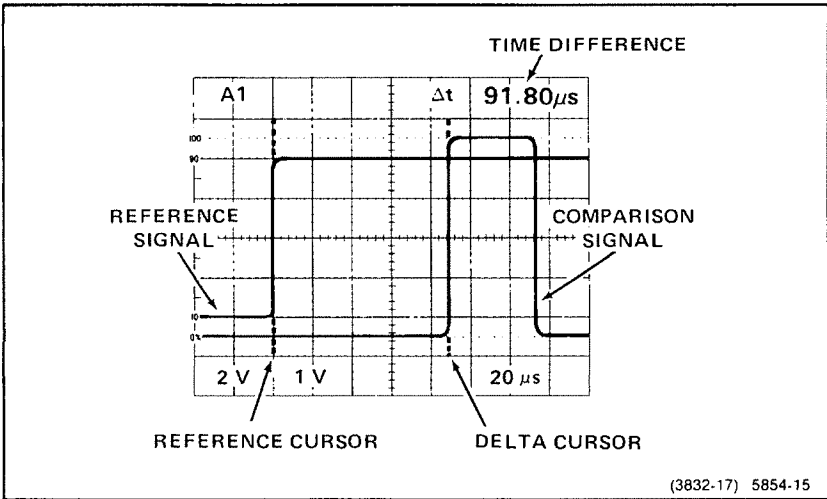 TIME DIFFERENCE
A1 Δt 91.80μs
100
90
REFERENCE SIGNAL
COMPARISON SIGNAL
10
0%
2 V 1 V 20 μs
REFERENCE CURSOR
DELTA CURSOR
(3832-17) 5854-15